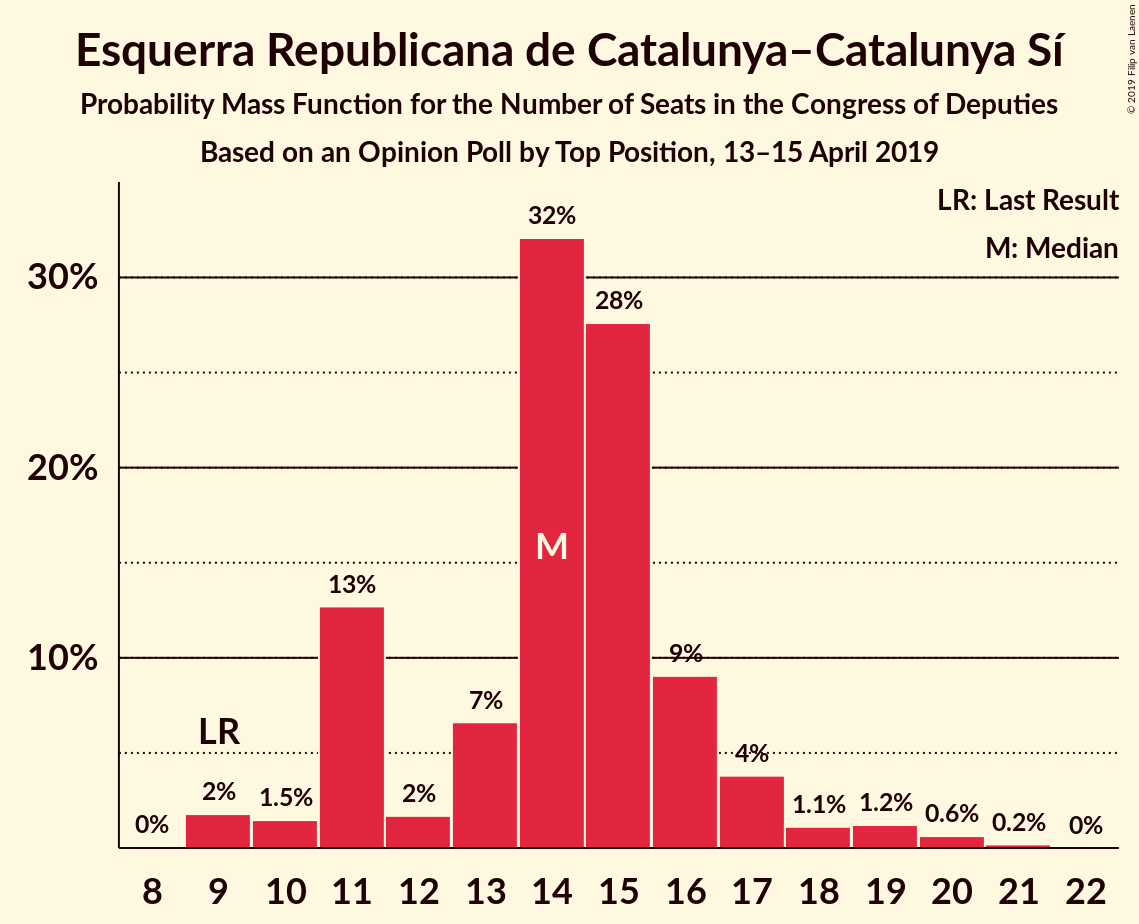 Esquerra Republicana de Catalunya–Catalunya Sí
Probability Mass Function for the Number of Seats in the Congress of Deputies
Based on an Opinion Poll by Top Position, 13–15 April 2019
© 2019 Filip van Laenen
LR: Last Result
M: Median
32%
30%
28%
20%
M
13%
10%
9%
7%
LR
4%
0%
2%
1.5%
2%
1.1%
1.2%
0.6%
0.2%
0%
8 9 10 11 12 13 14 15 16 17 18 19 20 21 22